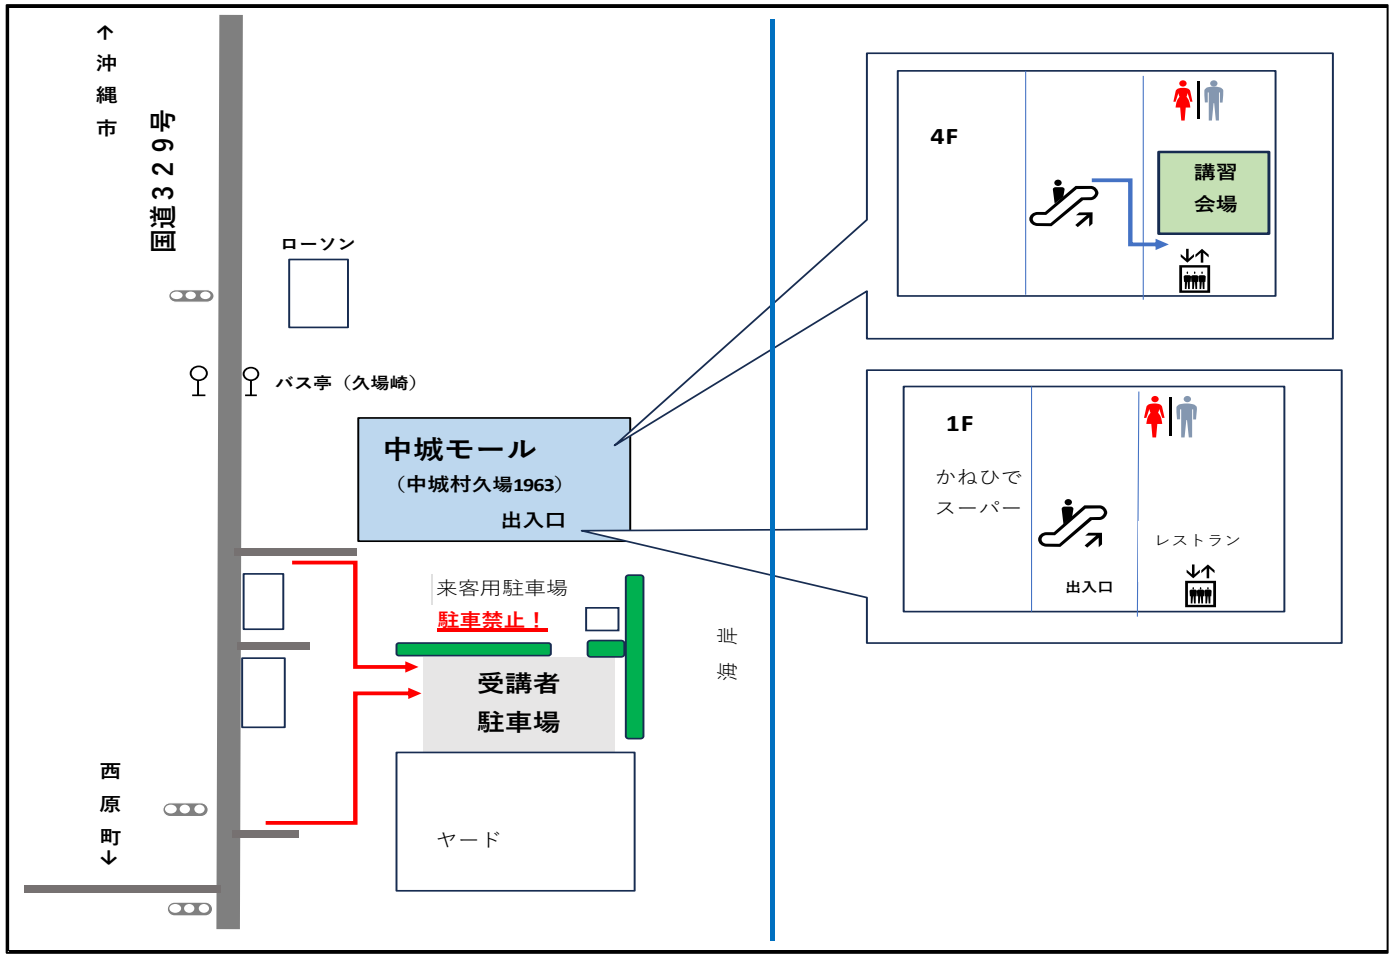 ↑沖縄市
国道329号
ローソン
バス亭（久場崎）
中城モール
（中城村久場1963）
出入口
来客用駐車場
駐車禁止！
受講者
駐車場
ヤード
西原町↓
海岸
4F
講習
会場
↓↑
1F
かねひで
スーパー
レストラン
↓↑
出入口